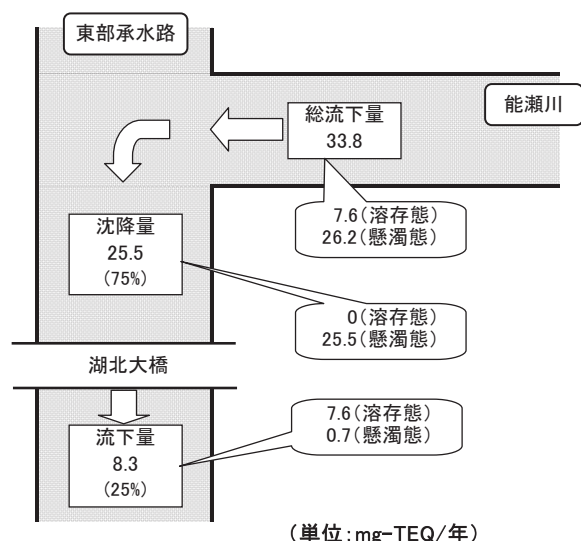 東部承水路
能瀬川
総流下量
33.8
7.6(溶存態)
26.2(懸濁態)
沈降量
25.5
(75%)
0(溶存態)
25.5(懸濁態)
湖北大橋
7.6(溶存態)
0.7(懸濁態)
流下量
8.3
(25%)
(単位:mg-TEQ/年)